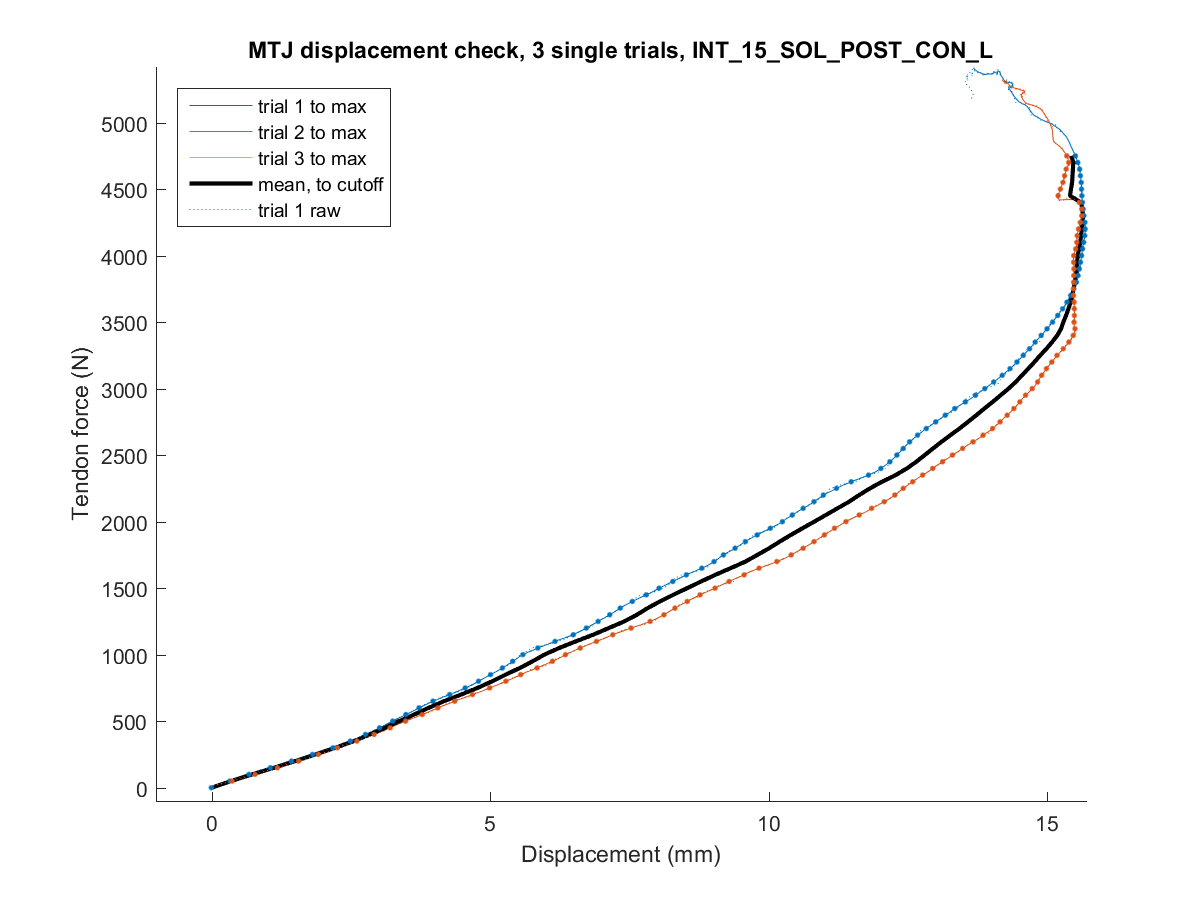 MTJ displacement check, 3 single trials, INT_15_SOL_POST_CON_L
trial 1 to max
trial 2 to max
trial 3 to max
mean, to cutoff
trial 1 raw
5000
4500
4000
3500
3000
2500
2000
1500
1000
500
0
Tendon force (N)
0 5 10 15
Displacement (mm)